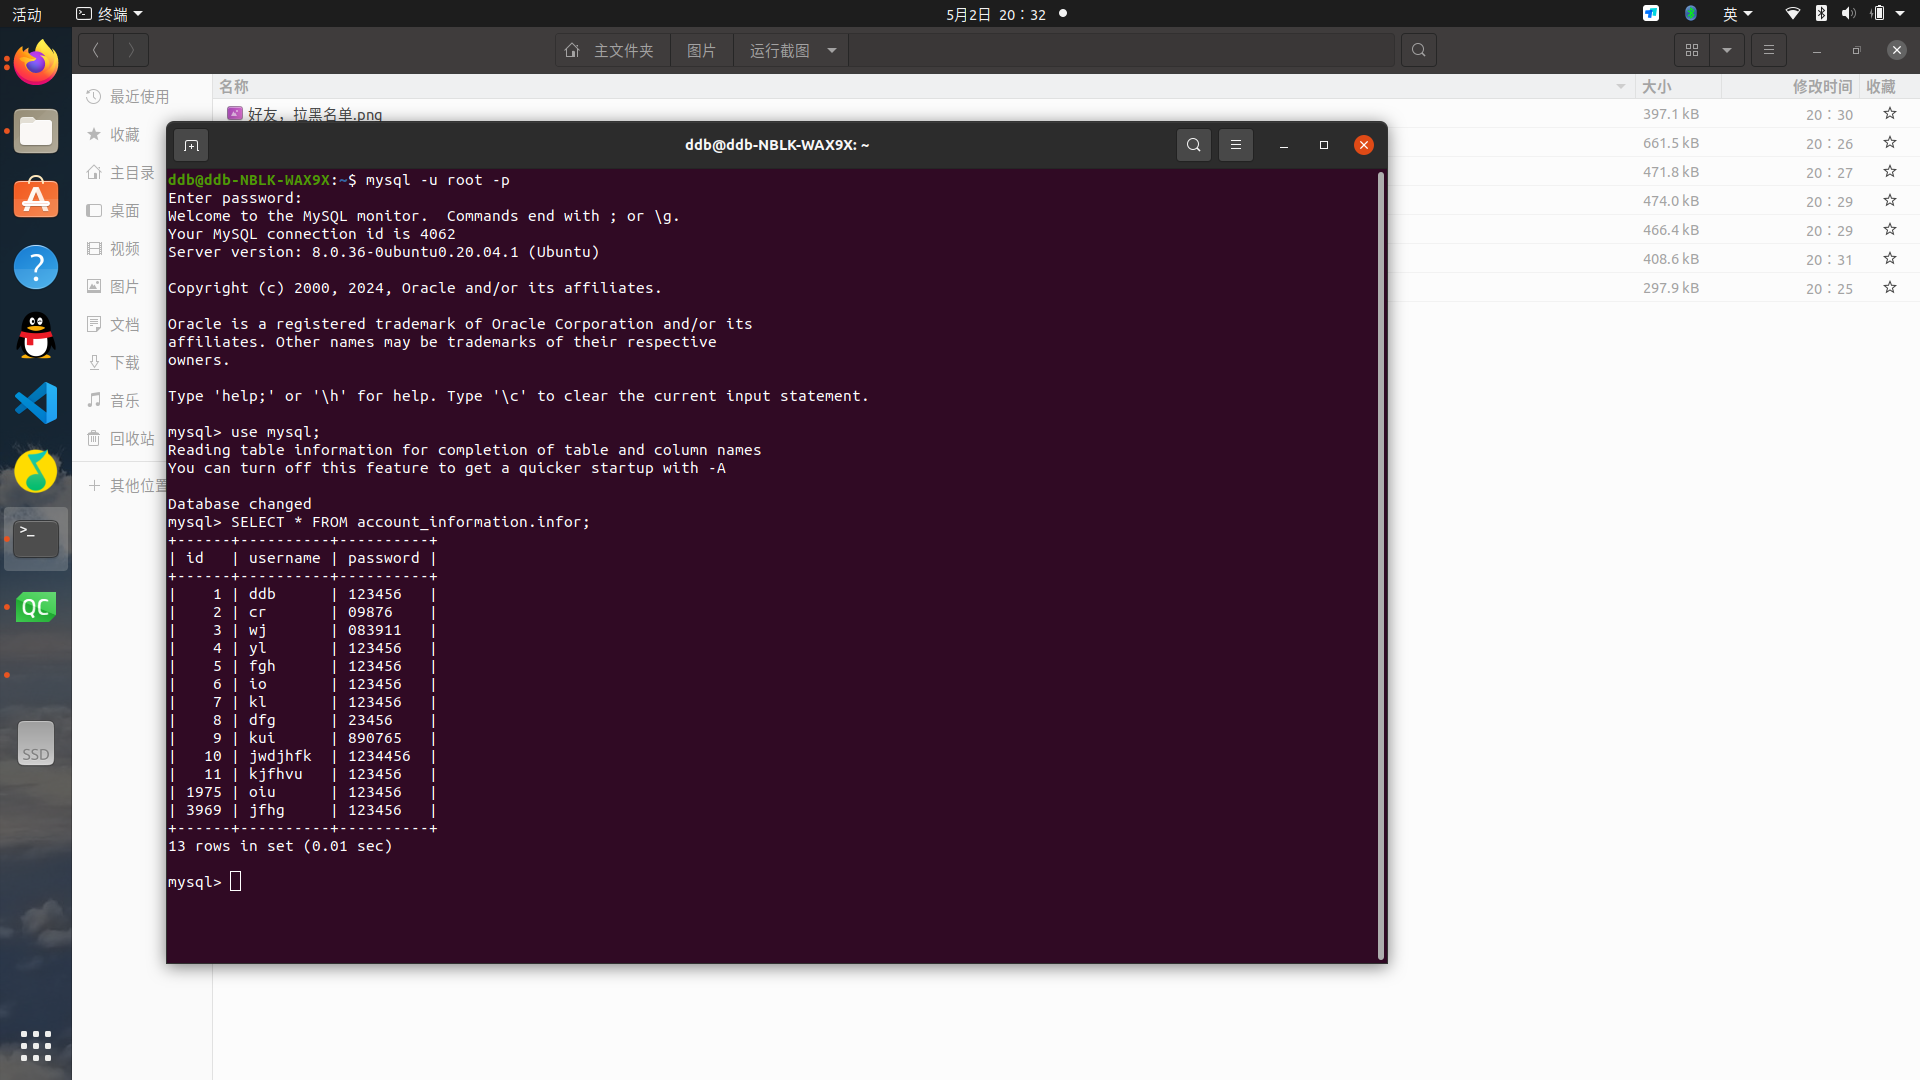 活动
终端
5月2日 20：32
英
主文件夹
图片
运行截图
最近使用
收藏
主目录
桌面
视频
图片
文档
下载
音乐
回收站
其他位置
名称 大小 修改时间 收藏
好友，拉黑名单.png 397.1 kB 20：30
661.5 kB 20：26
471.8 kB 20：27
474.0 kB 20：29
466.4 kB 20：29
408.6 kB 20：31
297.9 kB 20：25
ddb@ddb-NBLK-WAX9X: ~
ddb@ddb-NBLK-WAX9X:~$ mysql -u root -p
Enter password:
Welcome to the MySQL monitor.  Commands end with ; or \g.
Your MySQL connection id is 4062
Server version: 8.0.36-0ubuntu0.20.04.1 (Ubuntu)
Copyright (c) 2000, 2024, Oracle and/or its affiliates.
Oracle is a registered trademark of Oracle Corporation and/or its
affiliates. Other names may be trademarks of their respective
owners.
Type 'help;' or '\h' for help. Type '\c' to clear the current input statement.
mysql> use mysql;
Reading table information for completion of table and column names
You can turn off this feature to get a quicker startup with -A
Database changed
mysql> SELECT * FROM account_information.infor;
+------+----------+----------+
| id   | username | password |
+------+----------+----------+
|    1 | ddb      | 123456   |
|    2 | cr       | 09876    |
|    3 | wj       | 083911   |
|    4 | yl       | 123456   |
|    5 | fgh      | 123456   |
|    6 | io       | 123456   |
|    7 | kl       | 123456   |
|    8 | dfg      | 23456    |
|    9 | kui      | 890765   |
|   10 | jwdjhfk  | 1234456  |
|   11 | kjfhvu   | 123456   |
| 1975 | oiu      | 123456   |
| 3969 | jfhg     | 123456   |
+------+----------+----------+
13 rows in set (0.01 sec)
mysql>
>_
QC
SSD